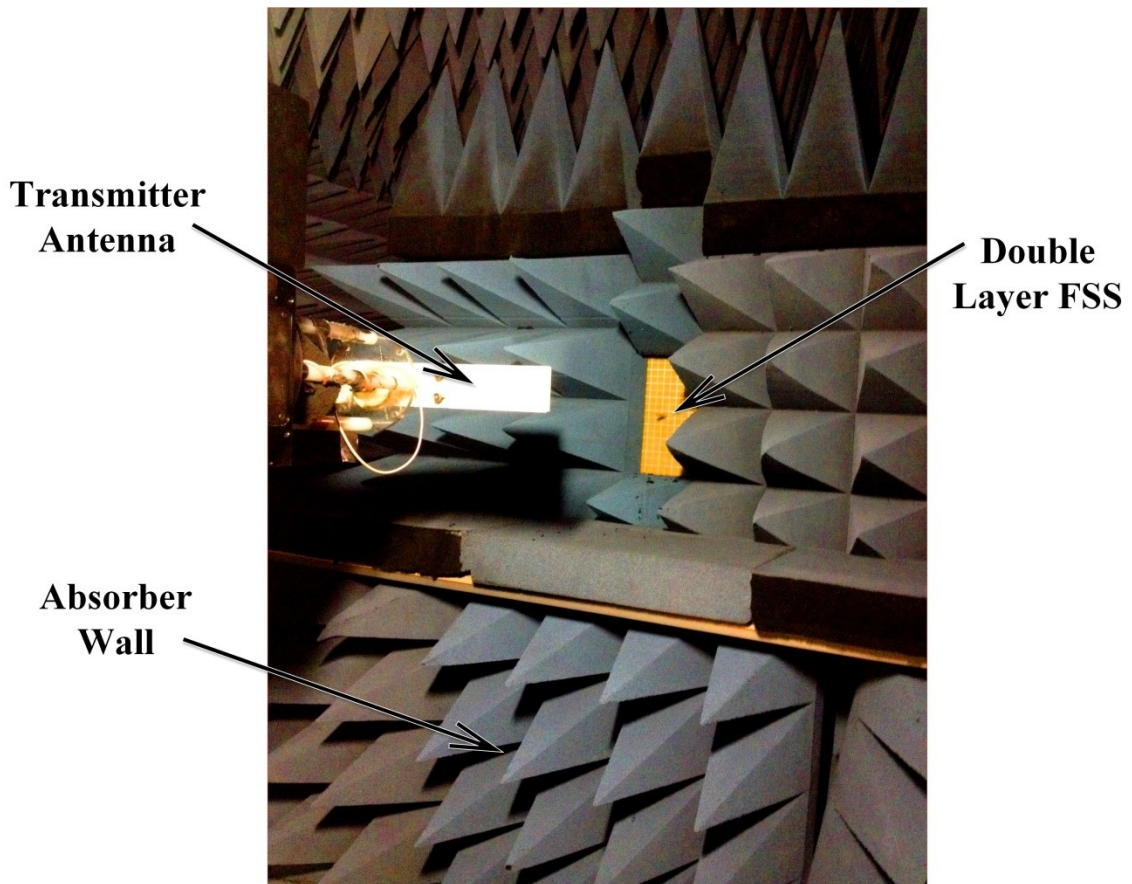 Transmitter
Antenna
Double
Layer FSS
Absorber
Wall